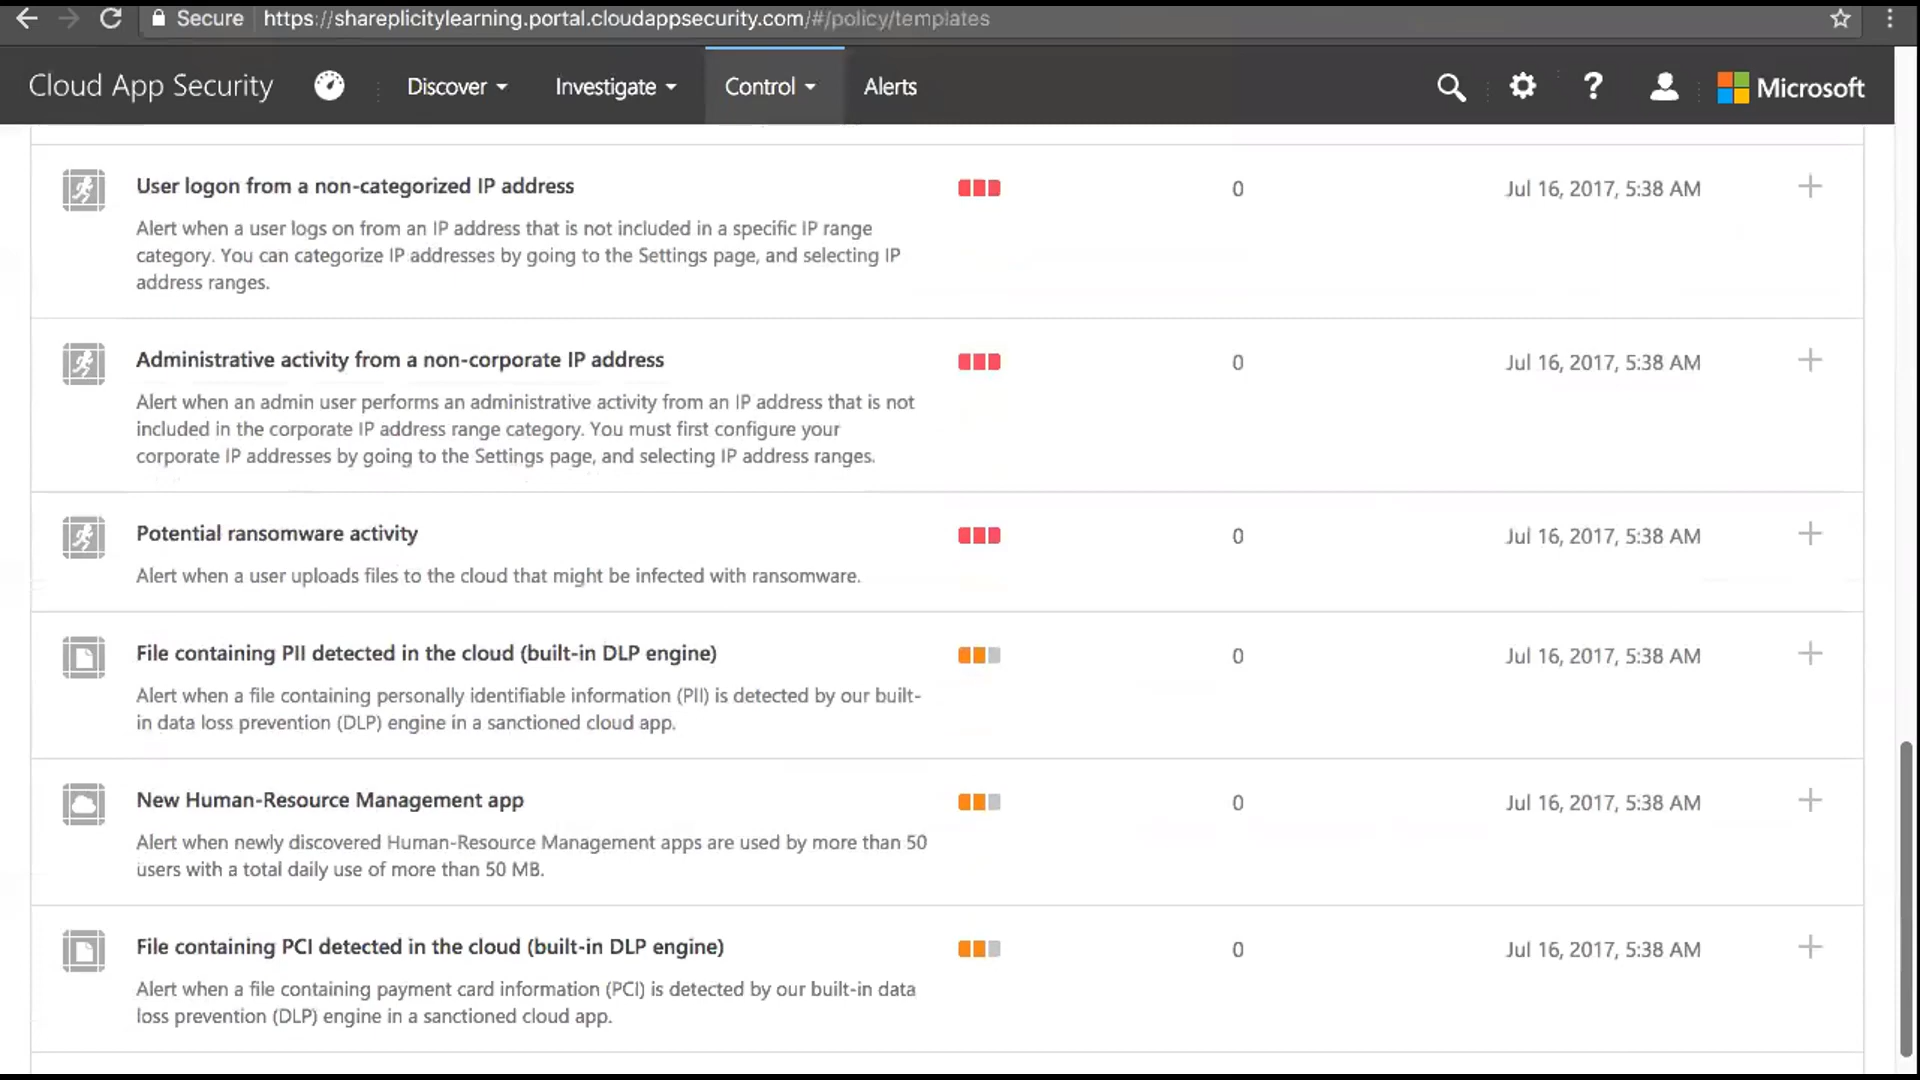 Secure https://shareplicitylearning.portal.cloudappsecurity.com/#/policy/templates
Cloud App Security Discover Investigate Control Alerts ? Microsoft
User logon from a non-categorized IP address 0 Jul 16, 2017, 5:38 AM
Alert when a user logs on from an IP address that is not included in a specific IP range
category. You can categorize IP addresses by going to the Settings page, and selecting IP
address ranges.
Administrative activity from a non-corporate IP address 0 Jul 16, 2017, 5:38 AM
Alert when an admin user performs an administrative activity from an IP address that is not
included in the corporate IP address range category. You must first configure your
corporate IP addresses by going to the Settings page, and selecting IP address ranges.
Potential ransomware activity 0 Jul 16, 2017, 5:38 AM
Alert when a user uploads files to the cloud that might be infected with ransomware.
File containing PII detected in the cloud (built-in DLP engine) 0 Jul 16, 2017, 5:38 AM
Alert when a file containing personally identifiable information (PII) is detected by our built-
in data loss prevention (DLP) engine in a sanctioned cloud app.
New Human-Resource Management app 0 Jul 16, 2017, 5:38 AM
Alert when newly discovered Human-Resource Management apps are used by more than 50
users with a total daily use of more than 50 MB.
File containing PCI detected in the cloud (built-in DLP engine) 0 Jul 16, 2017, 5:38 AM
Alert when a file containing payment card information (PCI) is detected by our built-in data
loss prevention (DLP) engine in a sanctioned cloud app.